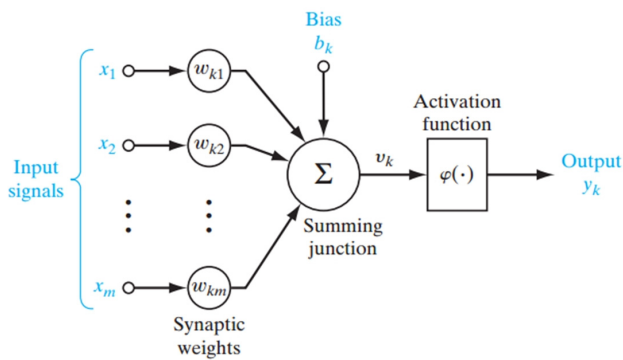 Bias
b_k
x_1
w_k1
Activation
function
x_2
w_k2
Input
signals
Σ
v_k
φ(·)
Output
y_k
Summing
junction
x_m
w_km
Synaptic
weights